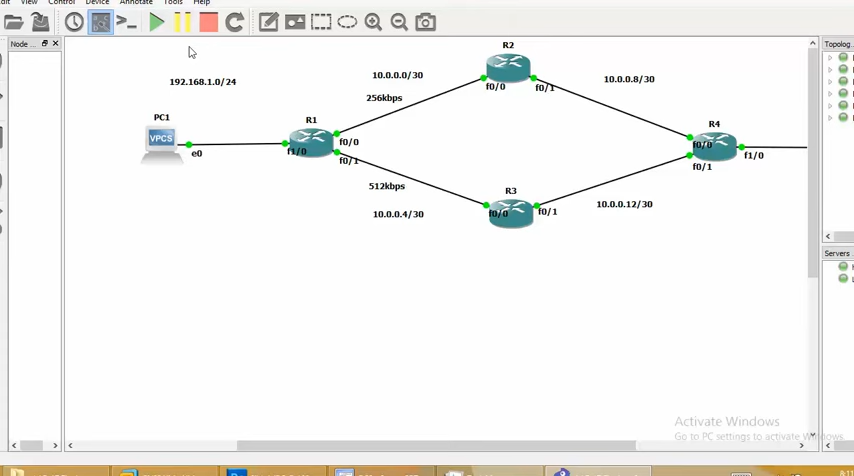 View
Control
Device
Annotate
Tools
Help
Node ...
Topolog
R2
10.0.0.0/30
10.0.0.8/30
192.168.1.0/24
f0/0
f0/1
256kbps
PC1
R1
R4
VPCS
f0/0
f0/0
e0
f1/0
f0/1
f1/0
f0/1
512kbps
R3
10.0.0.4/30
f0/0
f0/1
10.0.0.12/30
Servers
Activate Windows
Go to PC settings to activate Windows.